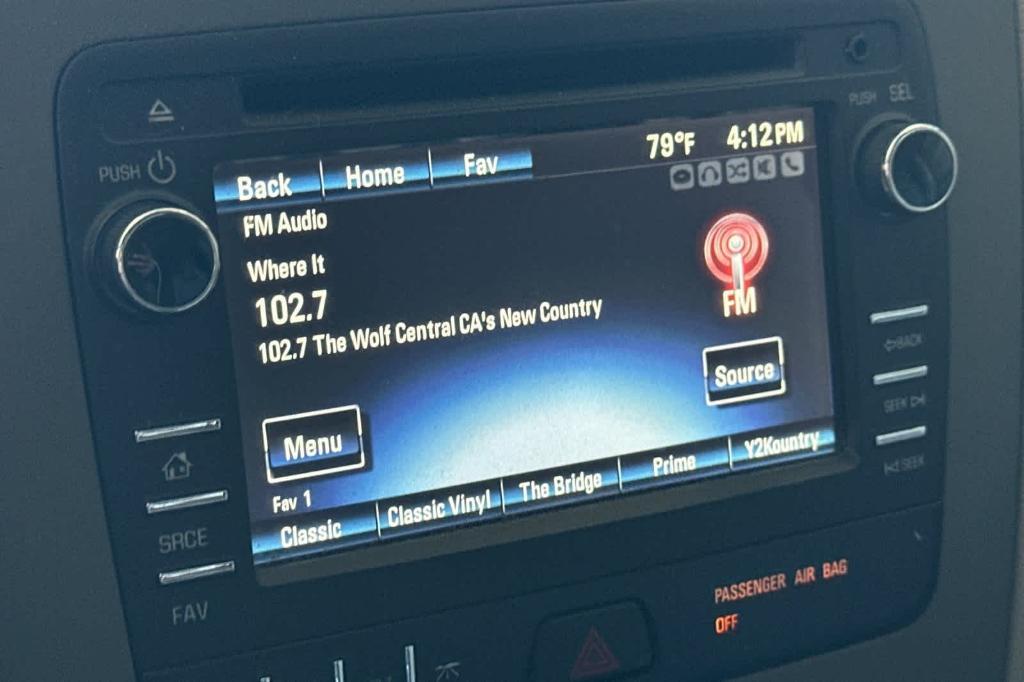 PUSH
PUSH SEL
Back Home Fav 79°F 4:12PM
FM Audio
Where It
102.7
102.7 The Wolf Central CA's New Country
FM
Source
Menu
Fav 1
Classic Classic Vinyl The Bridge Prime Y2Kountry
BACK
SEEK
SEEK
SRCE
FAV
PASSENGER AIR BAG
OFF